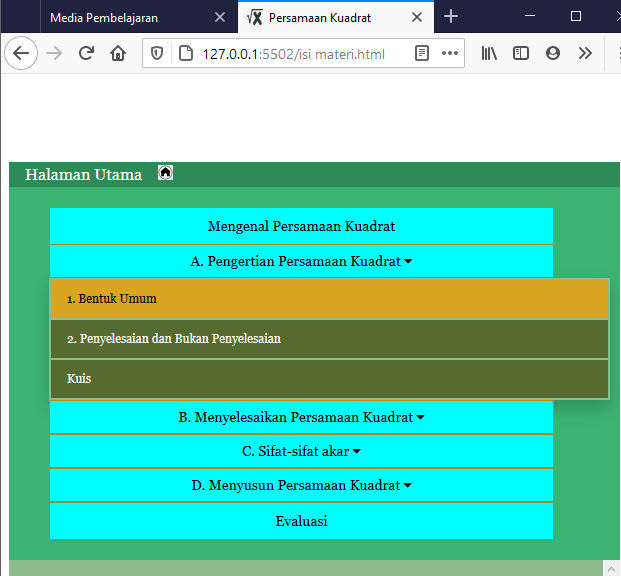 Media Pembelajaran
Persamaan Kuadrat
127.0.0.1:5502/isi materi.html
Halaman Utama
Mengenal Persamaan Kuadrat
A. Pengertian Persamaan Kuadrat
1. Bentuk Umum
2. Penyelesaian dan Bukan Penyelesaian
Kuis
B. Menyelesaikan Persamaan Kuadrat
C. Sifat-sifat akar
D. Menyusun Persamaan Kuadrat
Evaluasi